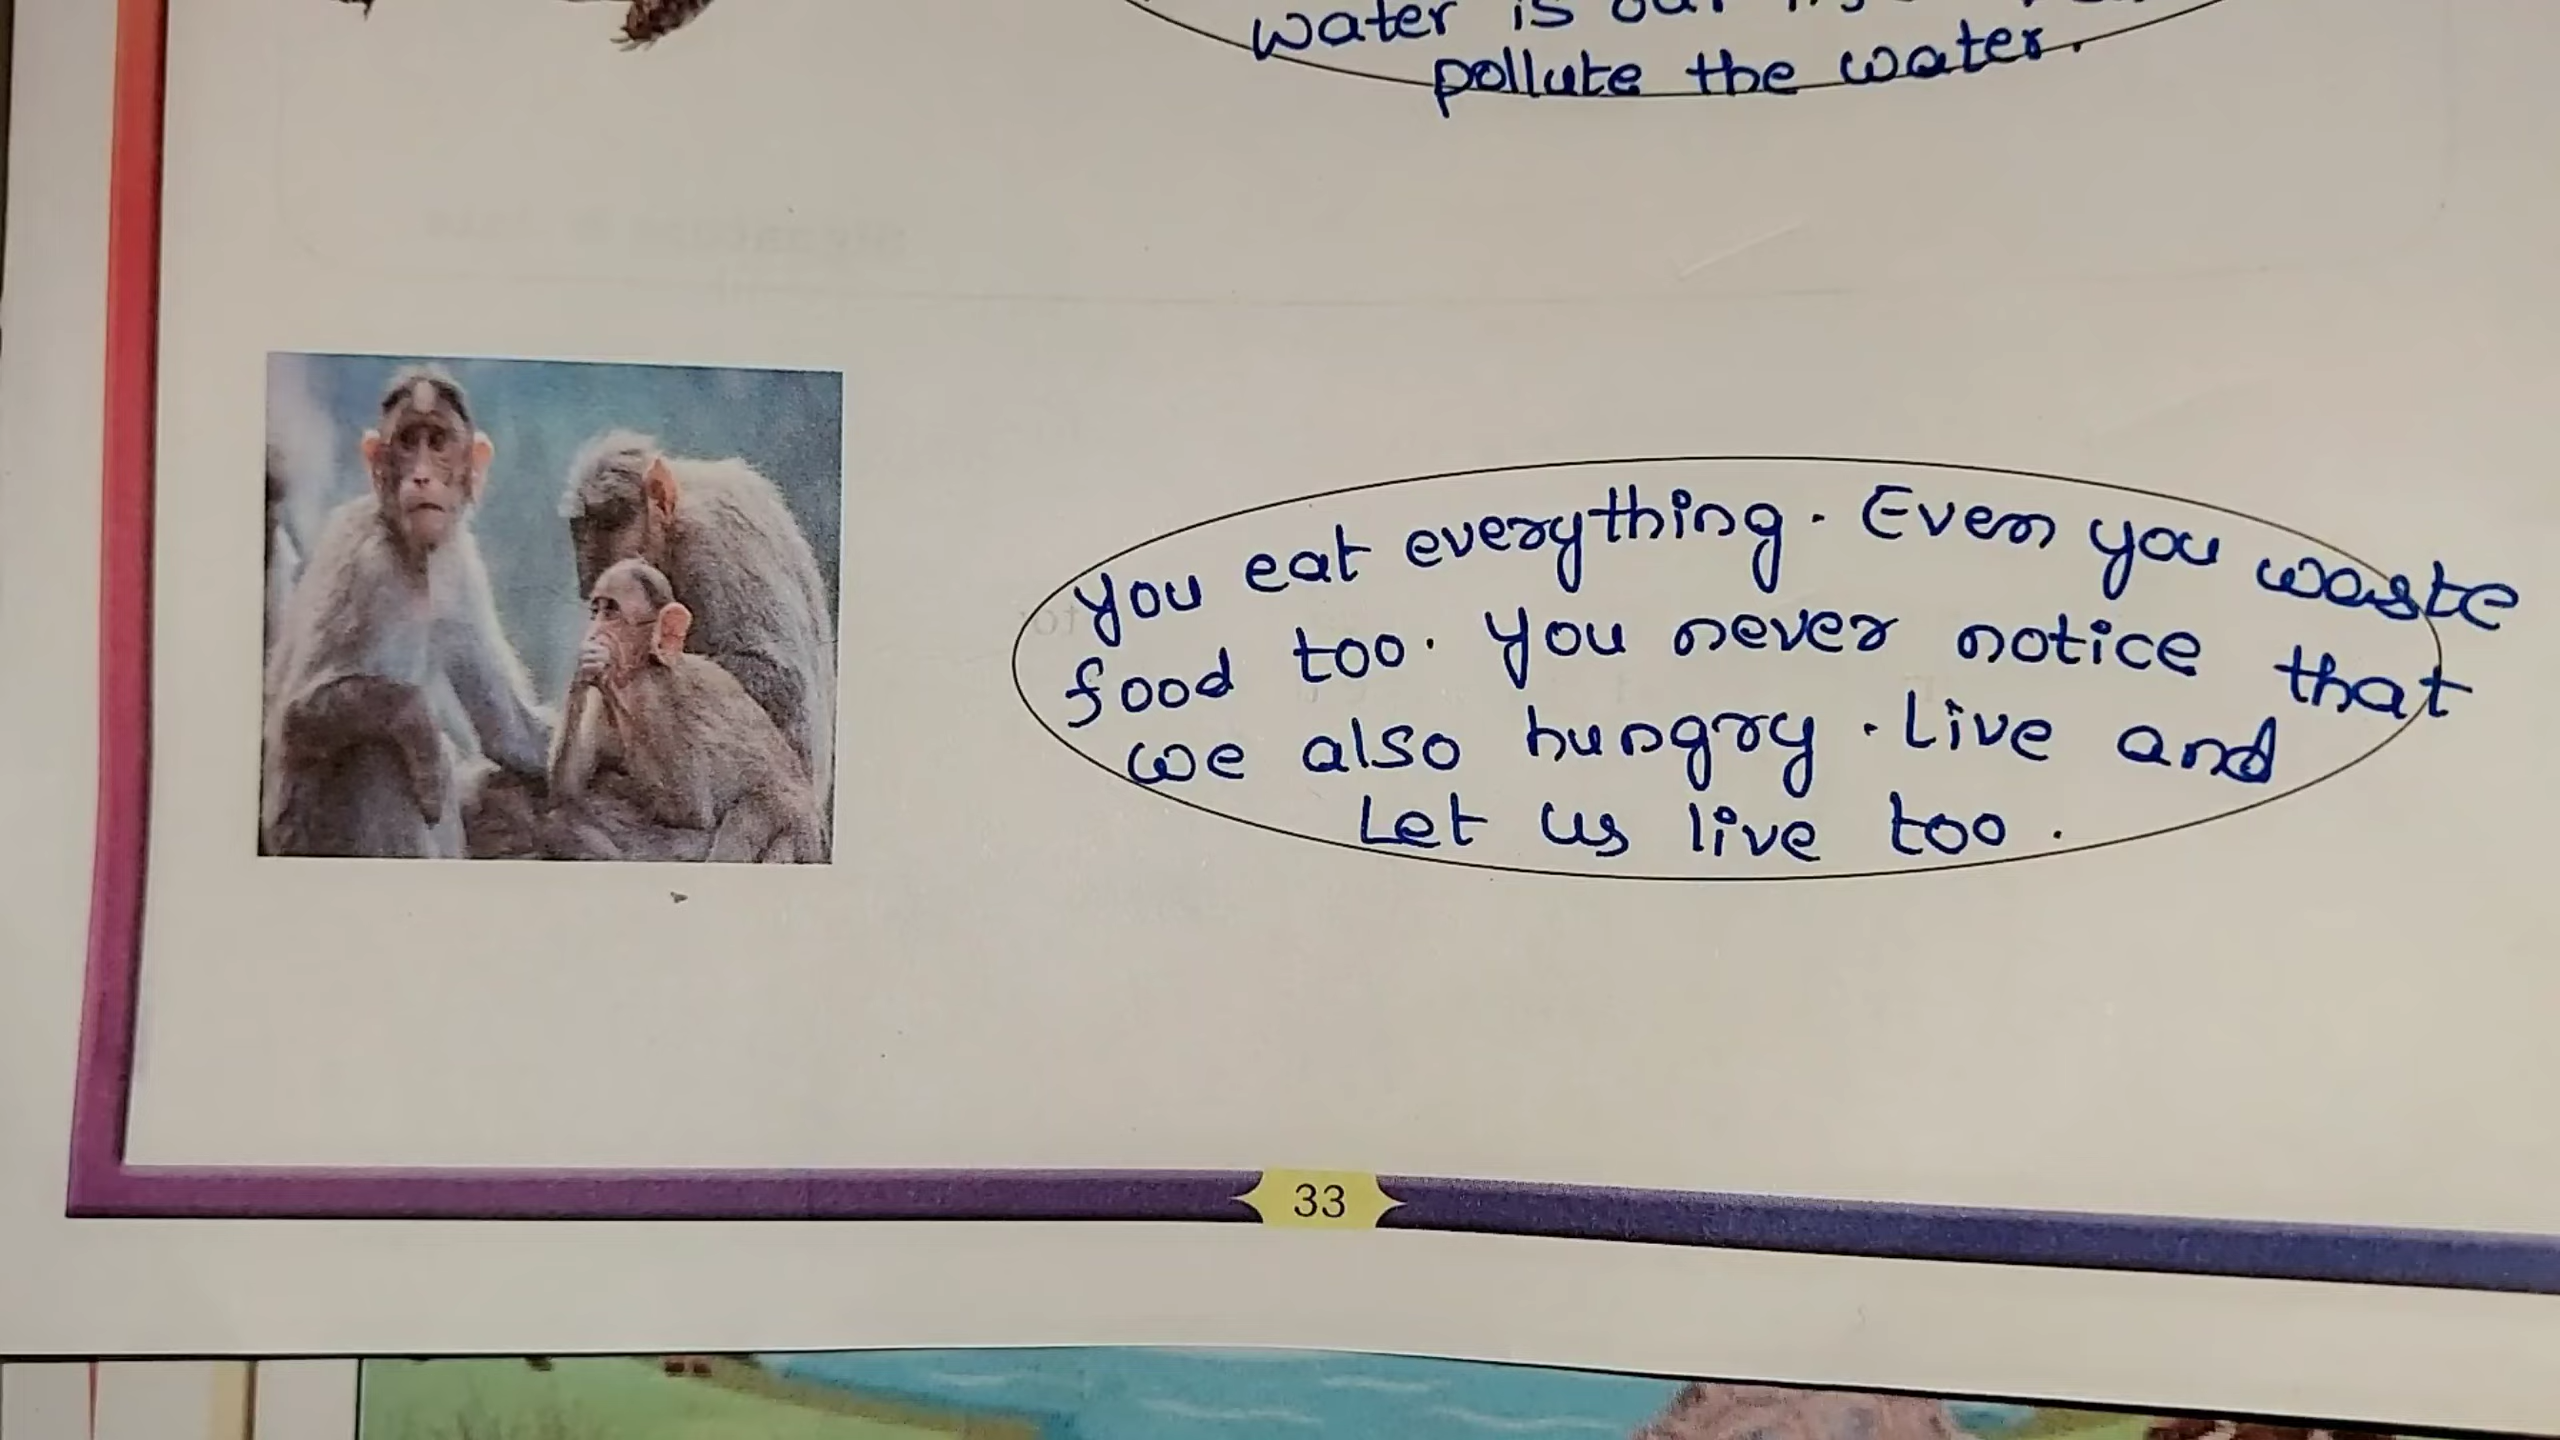 water is our
pollute the water.
you eat everything. Even you waste
food too. you never notice that
we also hungry. Live and
Let us live too.
33